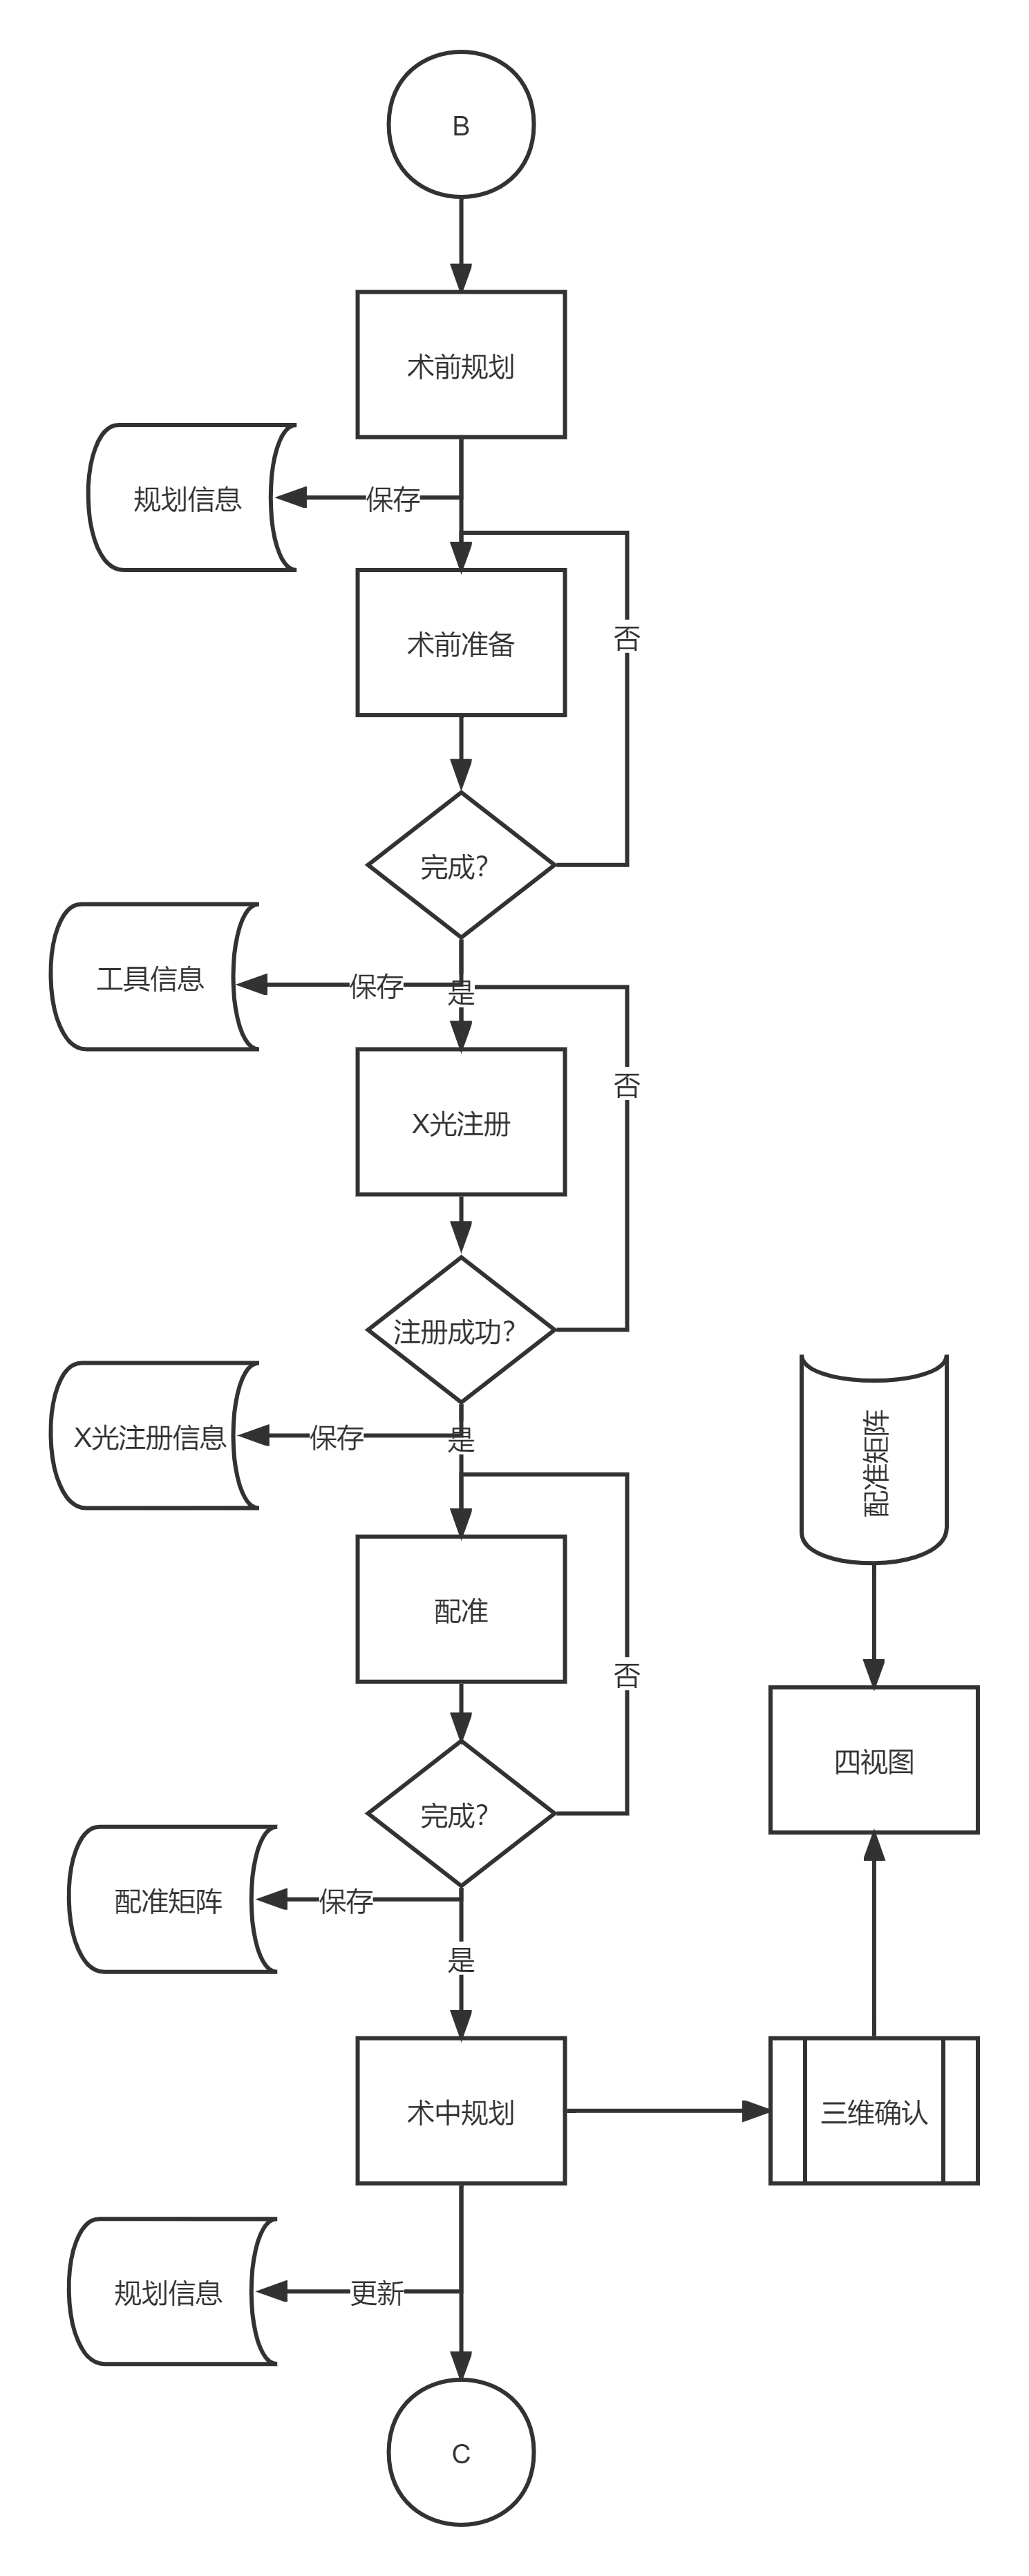 B
术前规划
规划信息
保存
术前准备
否
完成？
工具信息
保存
是
否
X光注册
注册成功？
X光注册信息
保存
是
配准矩阵
配准
否
四视图
完成？
配准矩阵
保存
是
术中规划
三维确认
规划信息
更新
C